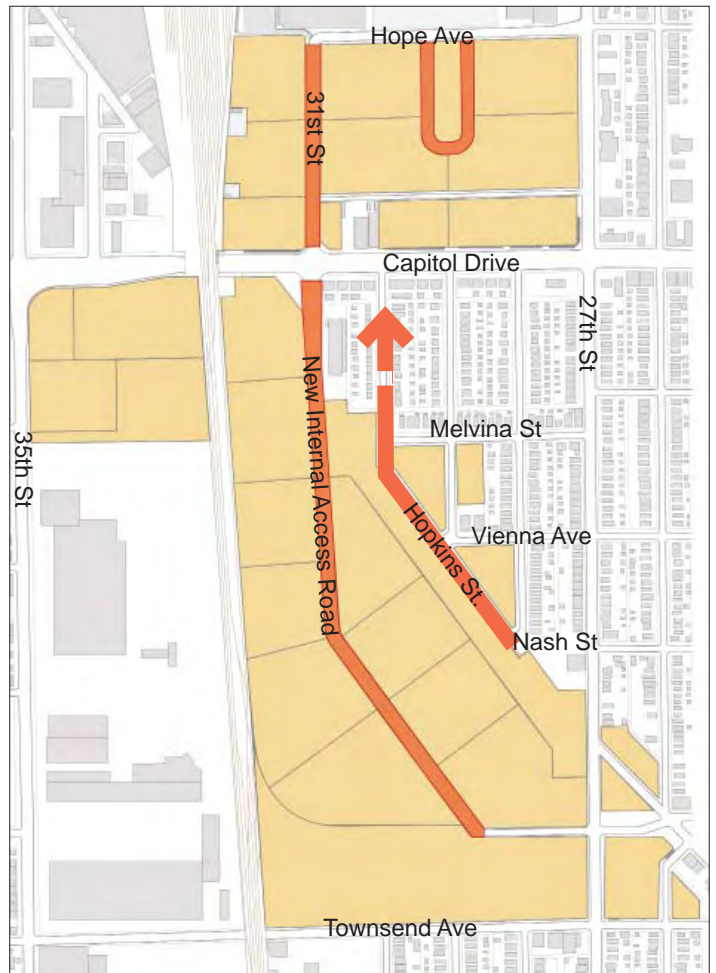 Hope Ave
31st St
Capitol Drive
27th St
New Internal Access Road
Melvina St
35th St
Hopkins St.
Vienna Ave
Nash St
Townsend Ave